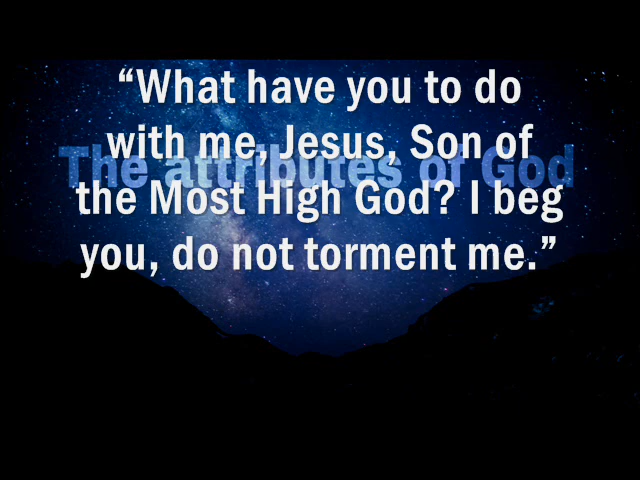 “What have you to do
with me, Jesus, Son of
The attributes of God
the Most High God? I beg
you, do not torment me.”